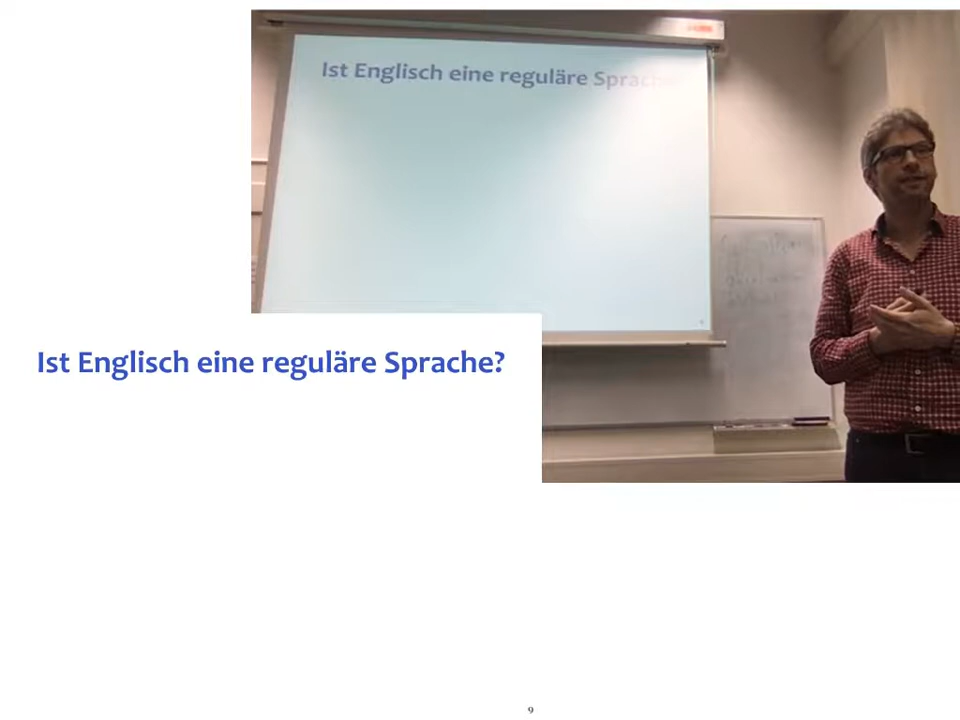 Ist Englisch eine reguläre Sprache
Ist Englisch eine reguläre Sprache?
9